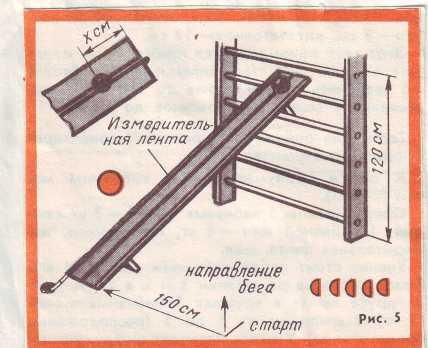 X см
Измеритель-
ная лента
120 см
направление
бега
150 см
старт
Рис. 5